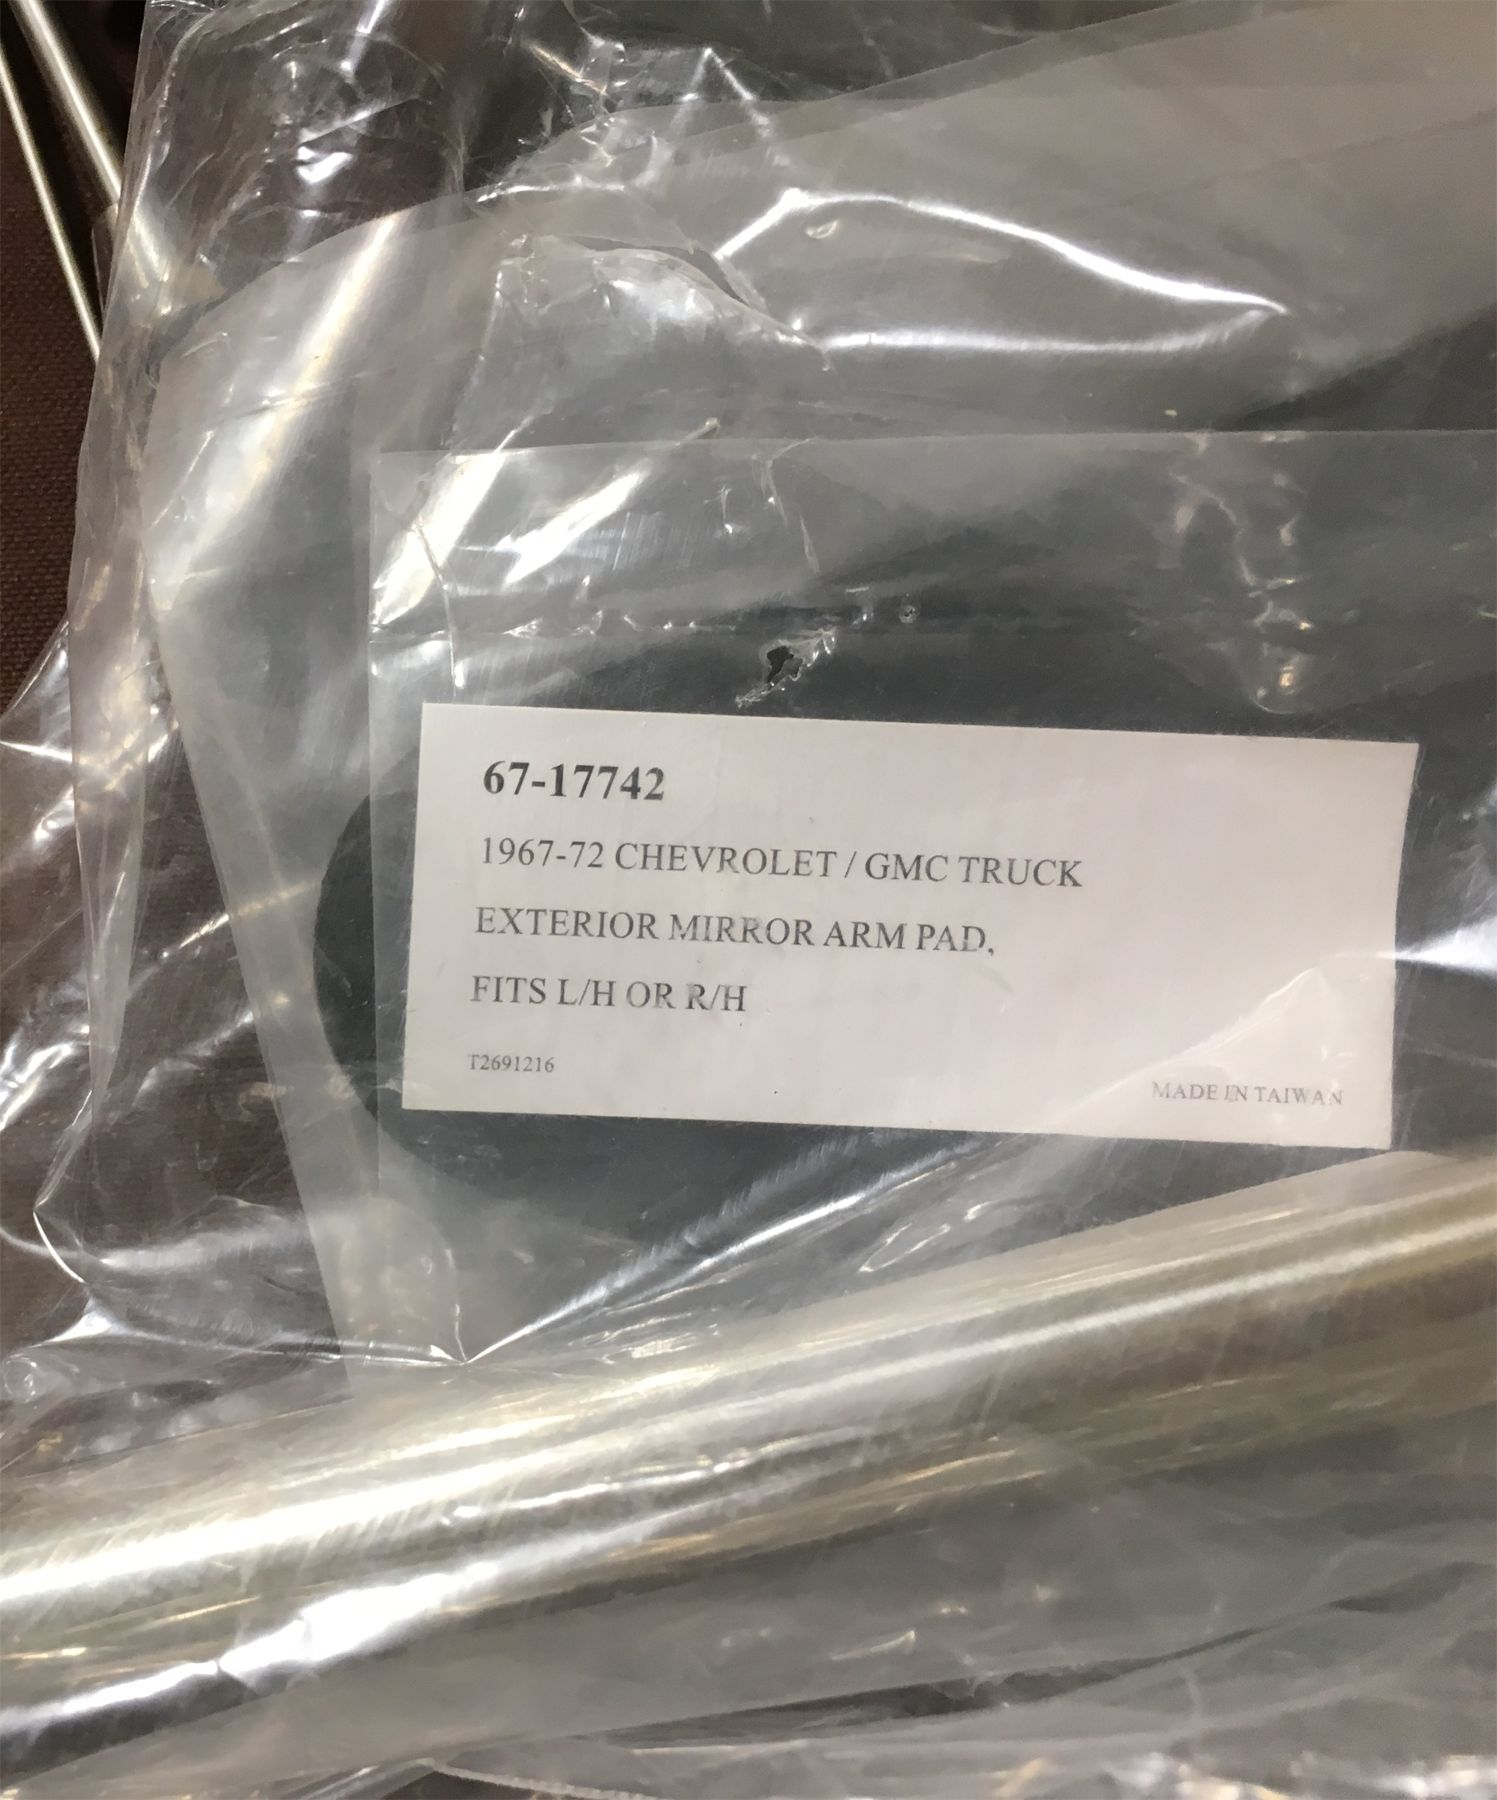 67-17742
1967-72 CHEVROLET / GMC TRUCK
EXTERIOR MIRROR ARM PAD,
FITS L/H OR R/H
T2691216
MADE IN TAIWAN